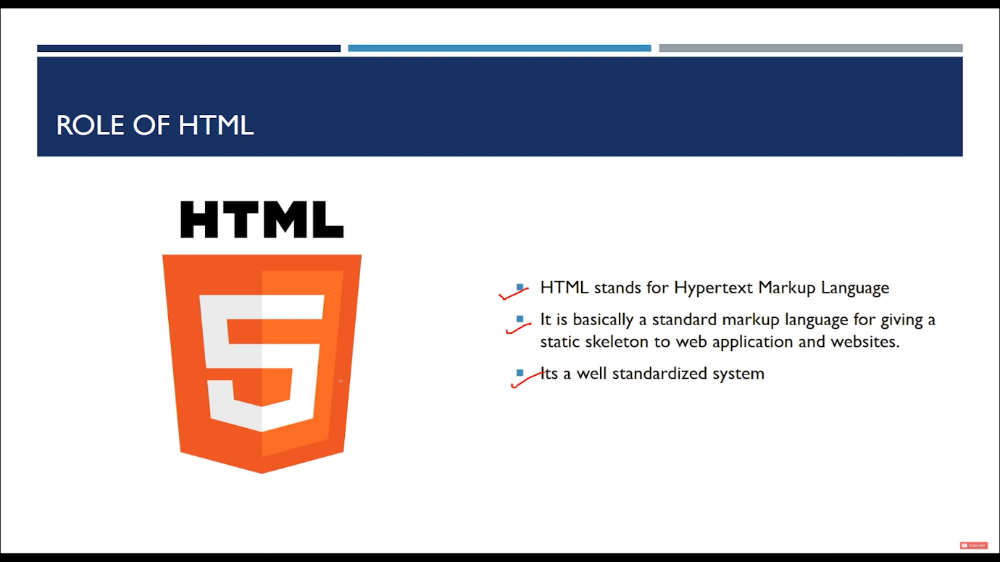 ROLE OF HTML
HTML
5
HTML stands for Hypertext Markup Language
It is basically a standard markup language for giving a
static skeleton to web application and websites.
Its a well standardized system
Subscribe